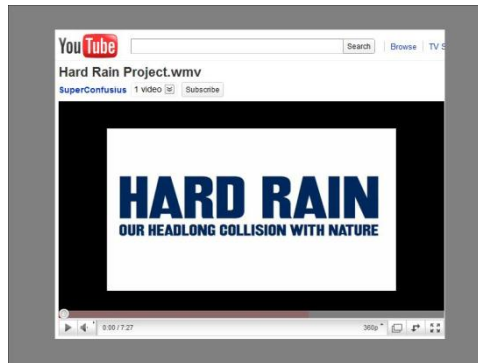 YouTube Search Browse TV S
Hard Rain Project.wmv
SuperConfusius 1 video Subscribe
HARD RAIN
OUR HEADLONG COLLISION WITH NATURE
0:00 / 7:27 360p